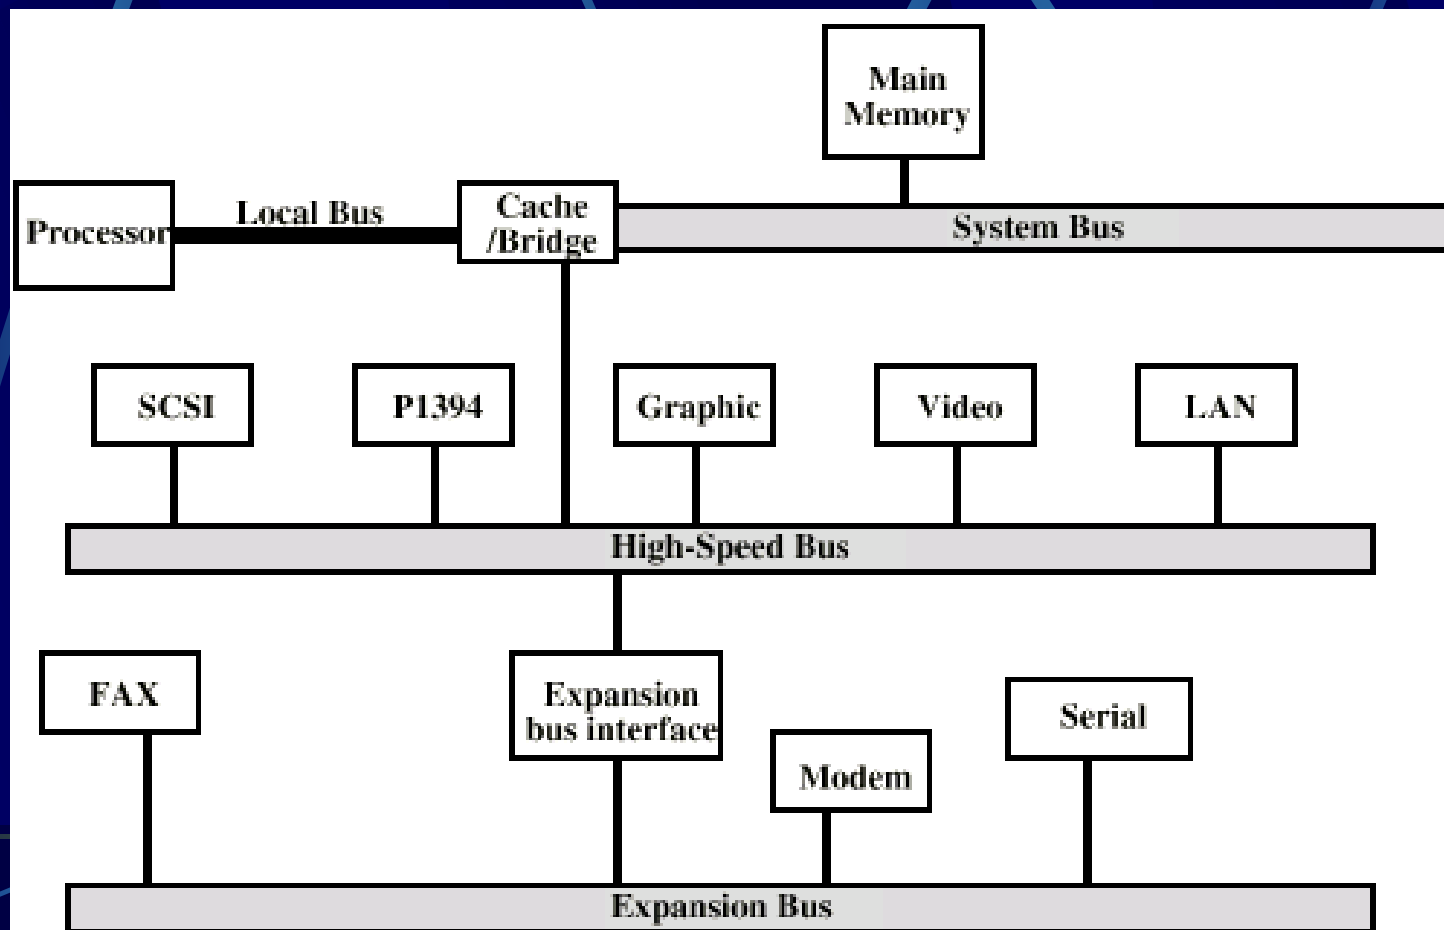 Main
Memory
Processor
Local Bus
Cache
/Bridge
System Bus
SCSI
P1394
Graphic
Video
LAN
High-Speed Bus
FAX
Expansion
bus interface
Modem
Serial
Expansion Bus